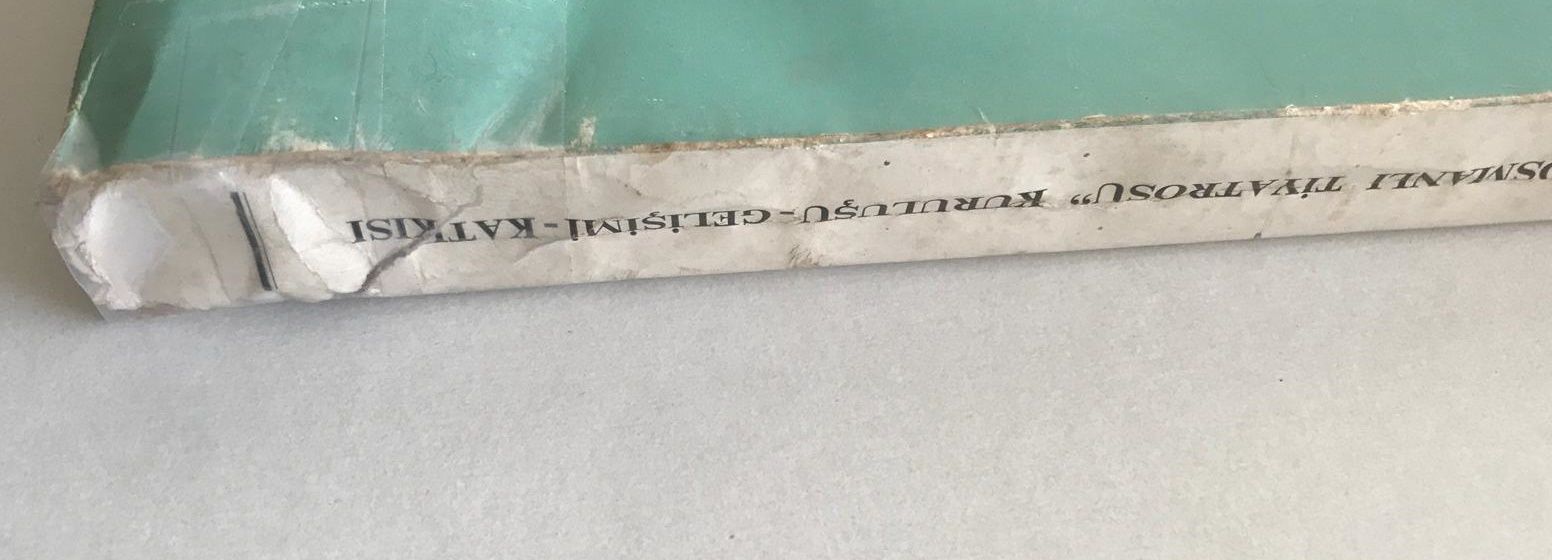 OSMANLI TİYATROSU” KURULUŞU - GELİŞİMİ - KATKISI